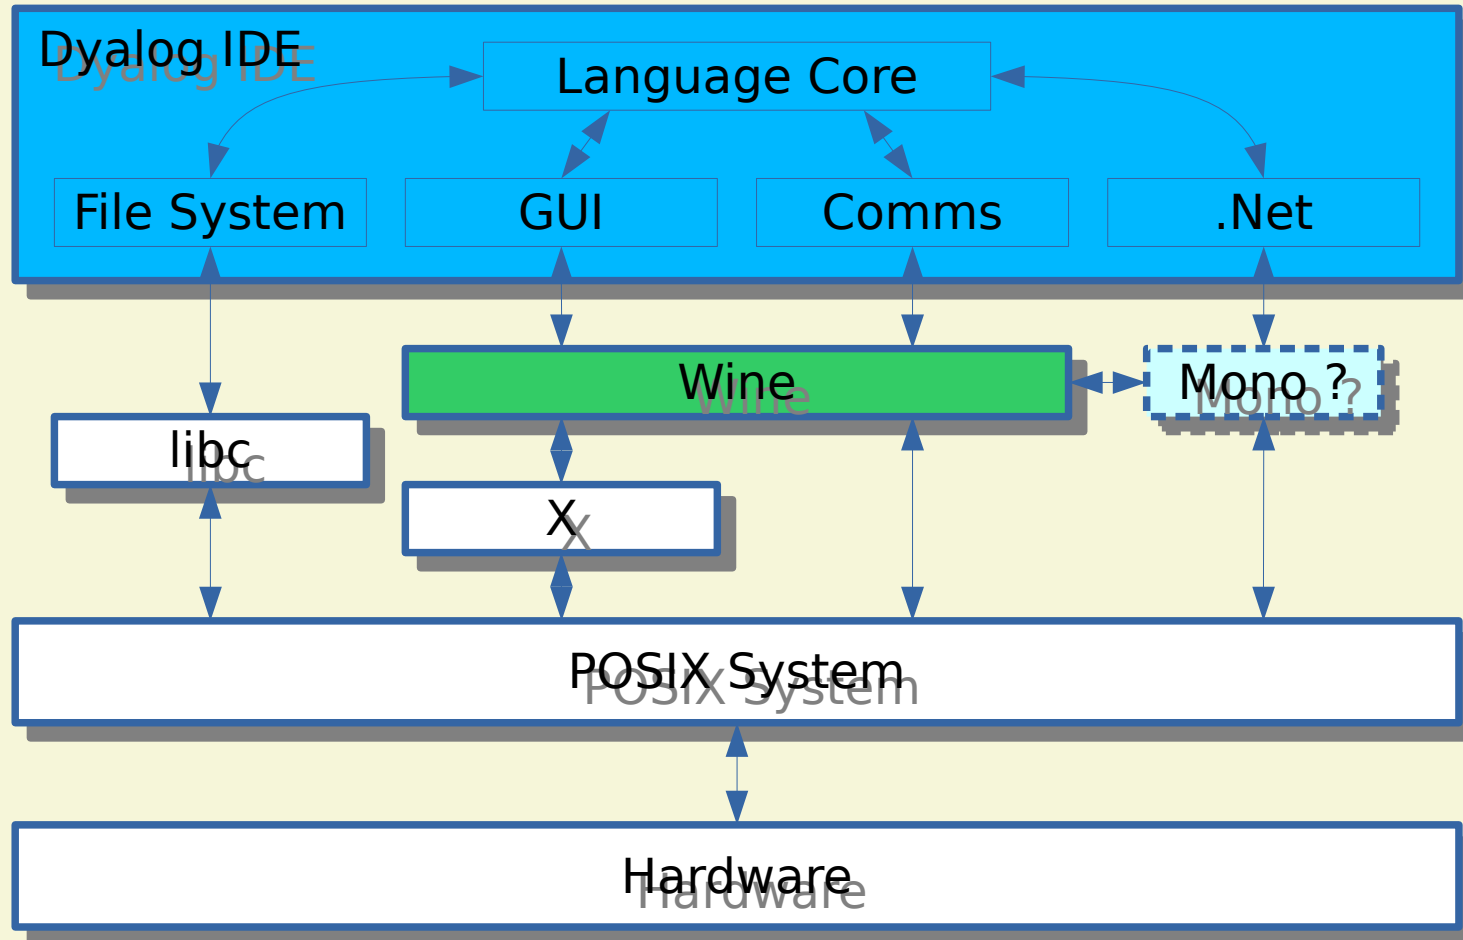 Dyalog IDE
Language Core
File System
GUI
Comms
.Net
Wine
Mono ?
libc
X
POSIX System
Hardware